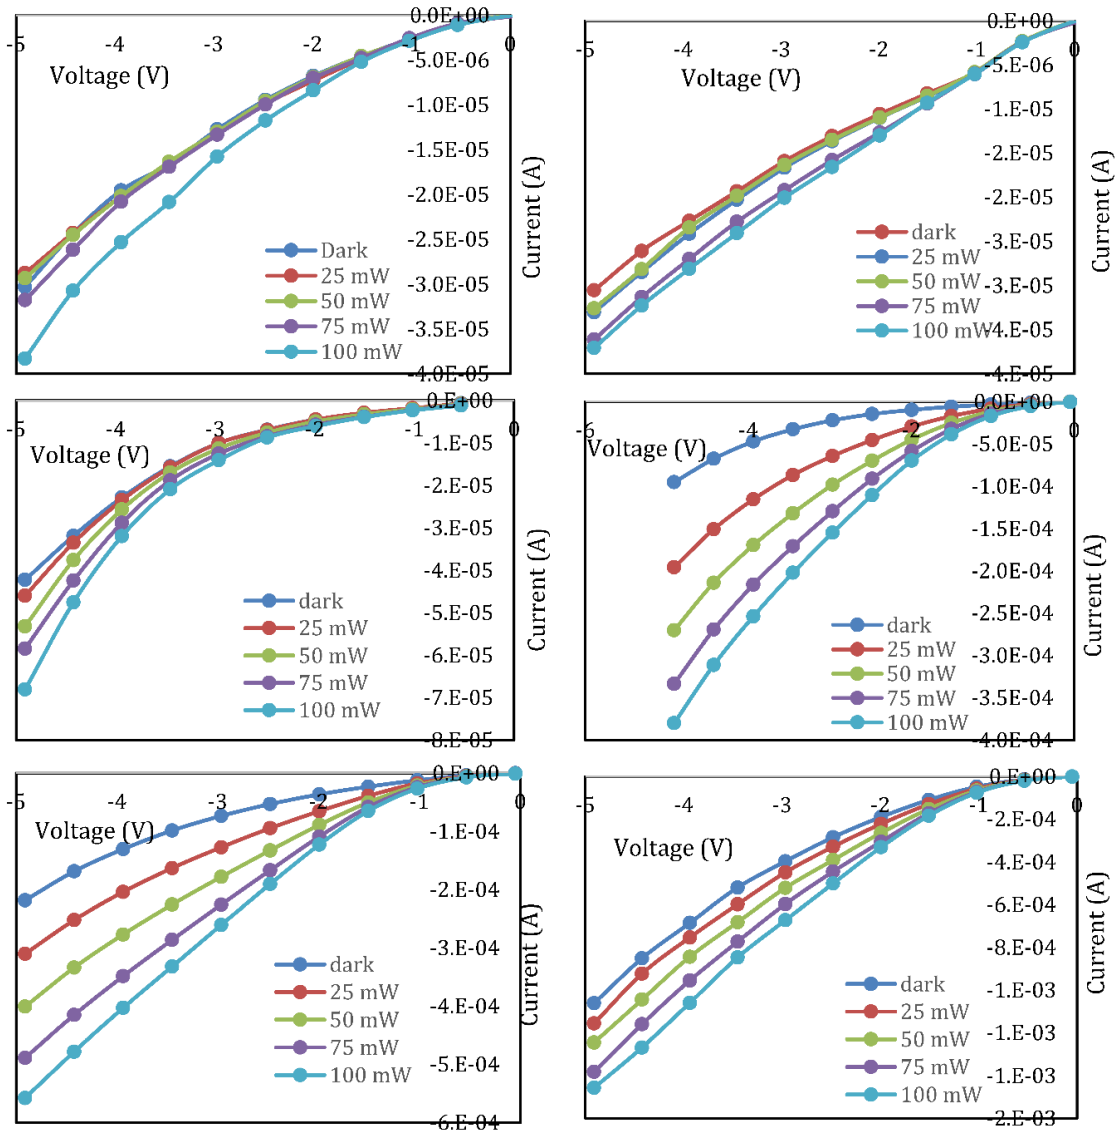 0.0E+00
-5 -4 -3 -2 -1 0
-5.0E-06
Voltage (V)
-1.0E-05
-1.5E-05
-2.0E-05
-2.5E-05
-3.0E-05
-3.5E-05
-4.0E-05
Current (A)
Dark
25 mW
50 mW
75 mW
100 mW
0.E+00
-5 -4 -3 -2 -1 0
-5.E-06
Voltage (V)
-1.E-05
-2.E-05
-2.E-05
-3.E-05
-3.E-05
-4.E-05
-4.E-05
Current (A)
dark
25 mW
50 mW
75 mW
100 mW
0.E+00
-5 -4 -3 -2 -1 0
-1.E-05
Voltage (V)
-2.E-05
-3.E-05
-4.E-05
-5.E-05
-6.E-05
-7.E-05
-8.E-05
Current (A)
dark
25 mW
50 mW
75 mW
100 mW
0.0E+00
-4 -2 0
-5.0E-05
Voltage (V)
-1.0E-04
-1.5E-04
-2.0E-04
-2.5E-04
-3.0E-04
-3.5E-04
-4.0E-04
Current (A)
dark
25 mW
50 mW
75 mW
100 mW
0.E+00
-5 -4 -3 -2 -1 0
Voltage (V)
-1.E-04
-2.E-04
-3.E-04
-4.E-04
-5.E-04
-6.E-04
Current (A)
dark
25 mW
50 mW
75 mW
100 mW
0.E+00
-5 -4 -3 -2 -1 0
-2.E-04
Voltage (V)
-4.E-04
-6.E-04
-8.E-04
-1.E-03
-1.E-03
-1.E-03
-2.E-03
Current (A)
dark
25 mW
50 mW
75 mW
100 mW